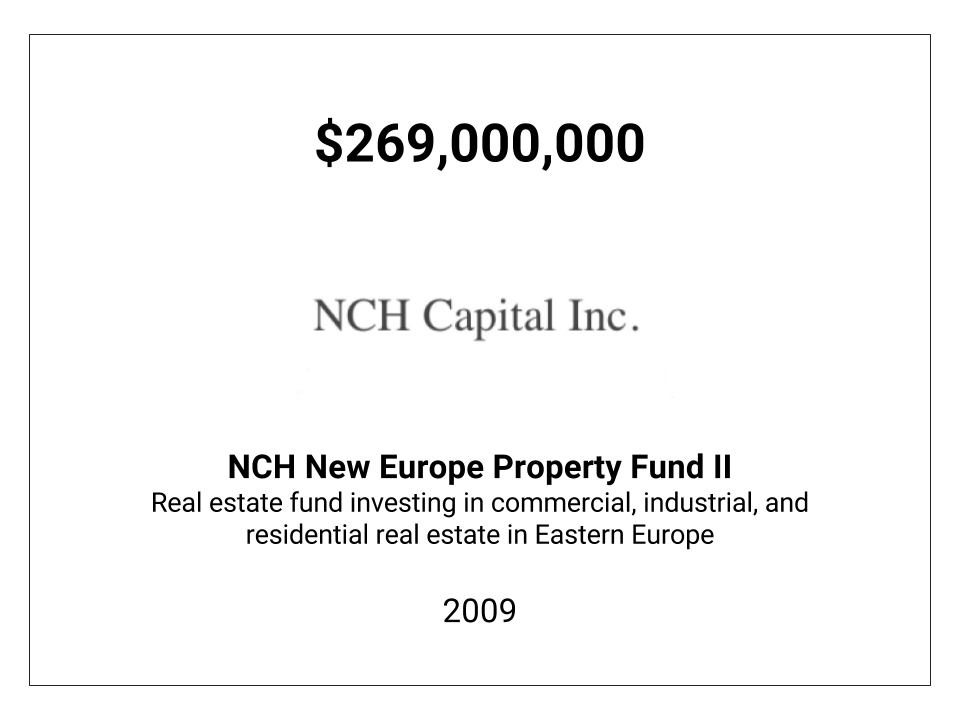 $269,000,000
NCH Capital Inc.
NCH New Europe Property Fund II
Real estate fund investing in commercial, industrial, and
residential real estate in Eastern Europe
2009